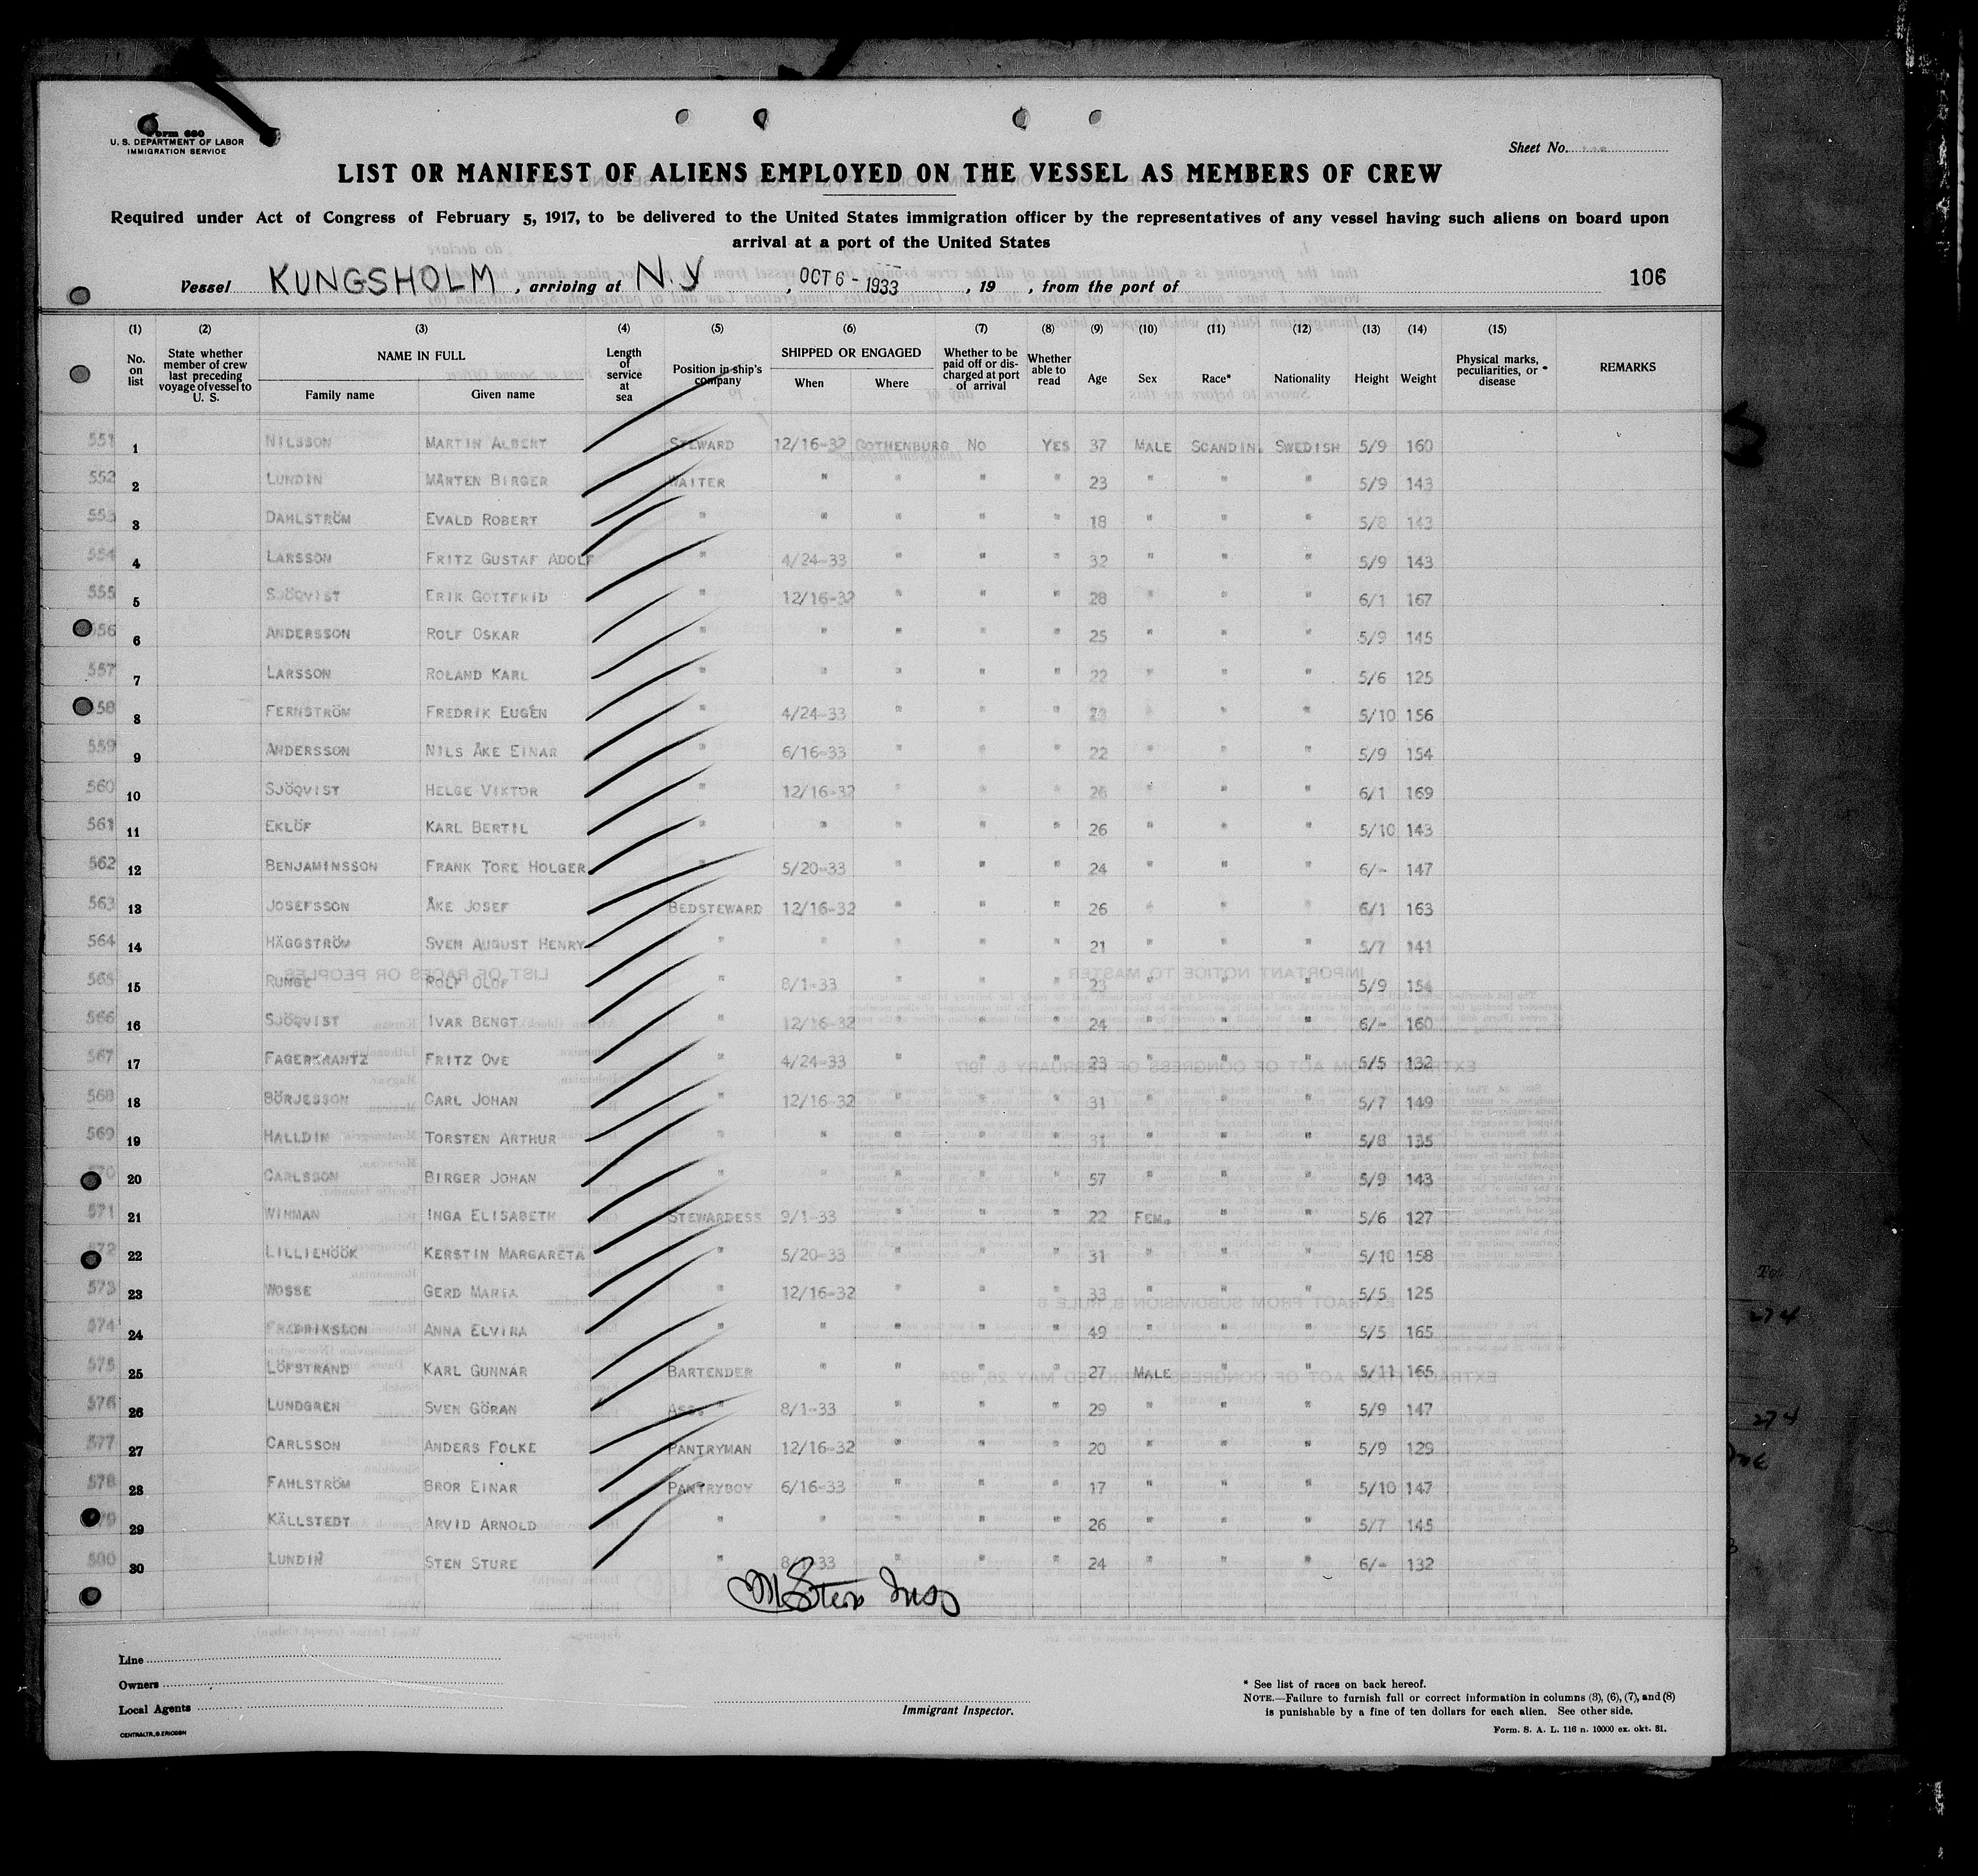 Form 680
U. S. DEPARTMENT OF LABOR
IMMIGRATION SERVICE
Sheet No.
LIST OR MANIFEST OF ALIENS EMPLOYED ON THE VESSEL AS MEMBERS OF CREW
Required under Act of Congress of February 5, 1917, to be delivered to the United States immigration officer by the representatives of any vessel having such aliens on board upon
arrival at a port of the United States
Vessel KUNGSHOLM, arriving at N.Y, OCT 6 - 1933, 19 , from the port of 106
(1) (2) (3) (4) (5) (6) (7) (8) (9) (10) (11) (12) (13) (14) (15)
No. on list State whether member of crew last preceding voyage of vessel to U. S. NAME IN FULL Family name Given name Length of service at sea Position in ship's company SHIPPED OR ENGAGED When Where Whether to be paid off or discharged at port of arrival Whether able to read Age Sex Race* Nationality Height Weight Physical marks, peculiarities, or disease REMARKS
551 1 NILSSON MARTIN ALBERT STEWARD 12/16-32 GOTHENBURG NO YES 37 MALE SCANDIN. SWEDISH 5/9 160
552 2 LUNDIN MÅRTEN BIRGER WAITER " " " " 23 " " " 5/9 143
553 3 DAHLSTRÖM EVALD ROBERT " " " " " 18 " " " 5/8 143
554 4 LARSSON FRITZ GUSTAF ADOLF " 4/24-33 " " " 32 " " " 5/9 143
555 5 SJÖQVIST ERIK GOTTFRID " 12/16-32 " " " 28 " " " 6/1 167
556 6 ANDERSSON ROLF OSKAR " " " " " 25 " " " 5/9 145
557 7 LARSSON ROLAND KARL " " " " " 22 " " " 5/6 125
558 8 FERNSTRÖM FREDRIK EUGÉN " 4/24-33 " " " " " " 5/10 156
559 9 ANDERSSON NILS ÅKE EINAR " 6/16-33 " " " 22 " " " 5/9 154
560 10 SJÖQVIST HELGE VIKTOR " 12/16-32 " " " 26 " " " 6/1 169
561 11 EKLÖF KARL BERTIL " " " " " 26 " " " 5/10 143
562 12 BENJAMINSSON FRANK TORE HOLGER " 5/20-33 " " " 24 " " " 6/- 147
563 13 JOSEFSSON ÅKE JOSEF BEDSTEWARD 12/16-32 " " " 26 " " " 6/1 163
564 14 HÄGGSTRÖM SVEN AUGUST HENRY " " " " " 21 " " " 5/7 141
565 15 RUNGE ROLF OLOF " 8/1-33 " " " 23 " " " 5/9 154
566 16 SJÖQVIST IVAR BENGT " 12/16-32 " " " 24 " " " 6/- 160
567 17 FAGERKRANTZ FRITZ OVE " 4/24-33 " " " 23 " " " 5/5 132
568 18 BÖRJESSON CARL JOHAN " 12/16-32 " " " 31 " " " 5/7 149
569 19 HALLDIN TORSTEN ARTHUR " " " " " 31 " " " 5/8 135
570 20 CARLSSON BIRGER JOHAN " " " " " 57 " " " 5/9 143
571 21 WIHMAN INGA ELISABETH STEWARDESS 9/1-33 " " " 22 FEM. " " 5/6 127
572 22 LILLIEHÖÖK KERSTIN MARGARETA " 5/20-33 " " " 31 " " " 5/10 158
573 23 WOSSE GERD MARIA " 12/16-32 " " " 33 " " " 5/5 125
574 24 FREDRIKSSON ANNA ELVIRA " " " " " 49 " " " 5/5 165
575 25 LÖFSTRAND KARL GUNNAR BARTENDER " " " " 27 MALE " " 5/11 165
576 26 LUNDGREN SVEN GÖRAN ASS. " 8/1-33 " " " 29 " " " 5/9 147
577 27 CARLSSON ANDERS FOLKE PANTRYMAN 12/16-32 " " " 20 " " " 5/9 129
578 28 FAHLSTRÖM BROR EINAR PANTRYBOY 6/16-33 " " " 17 " " " 5/10 147
579 29 KÄLLSTEDT ARVID ARNOLD " " " " " 26 " " " 5/7 145
580 30 LUNDIN STEN STURE " 8/1-33 " " " 24 " " " 6/- 132
Line
Owners
Local Agents
CENTRALTR. G. ERICSON
Immigrant Inspector.
* See list of races on back hereof.
NOTE.—Failure to furnish full or correct information in columns (3), (6), (7), and (8)
is punishable by a fine of ten dollars for each alien. See other side.
Form. S. A. L. 116 n. 10000 ex. okt. 31.
274
274